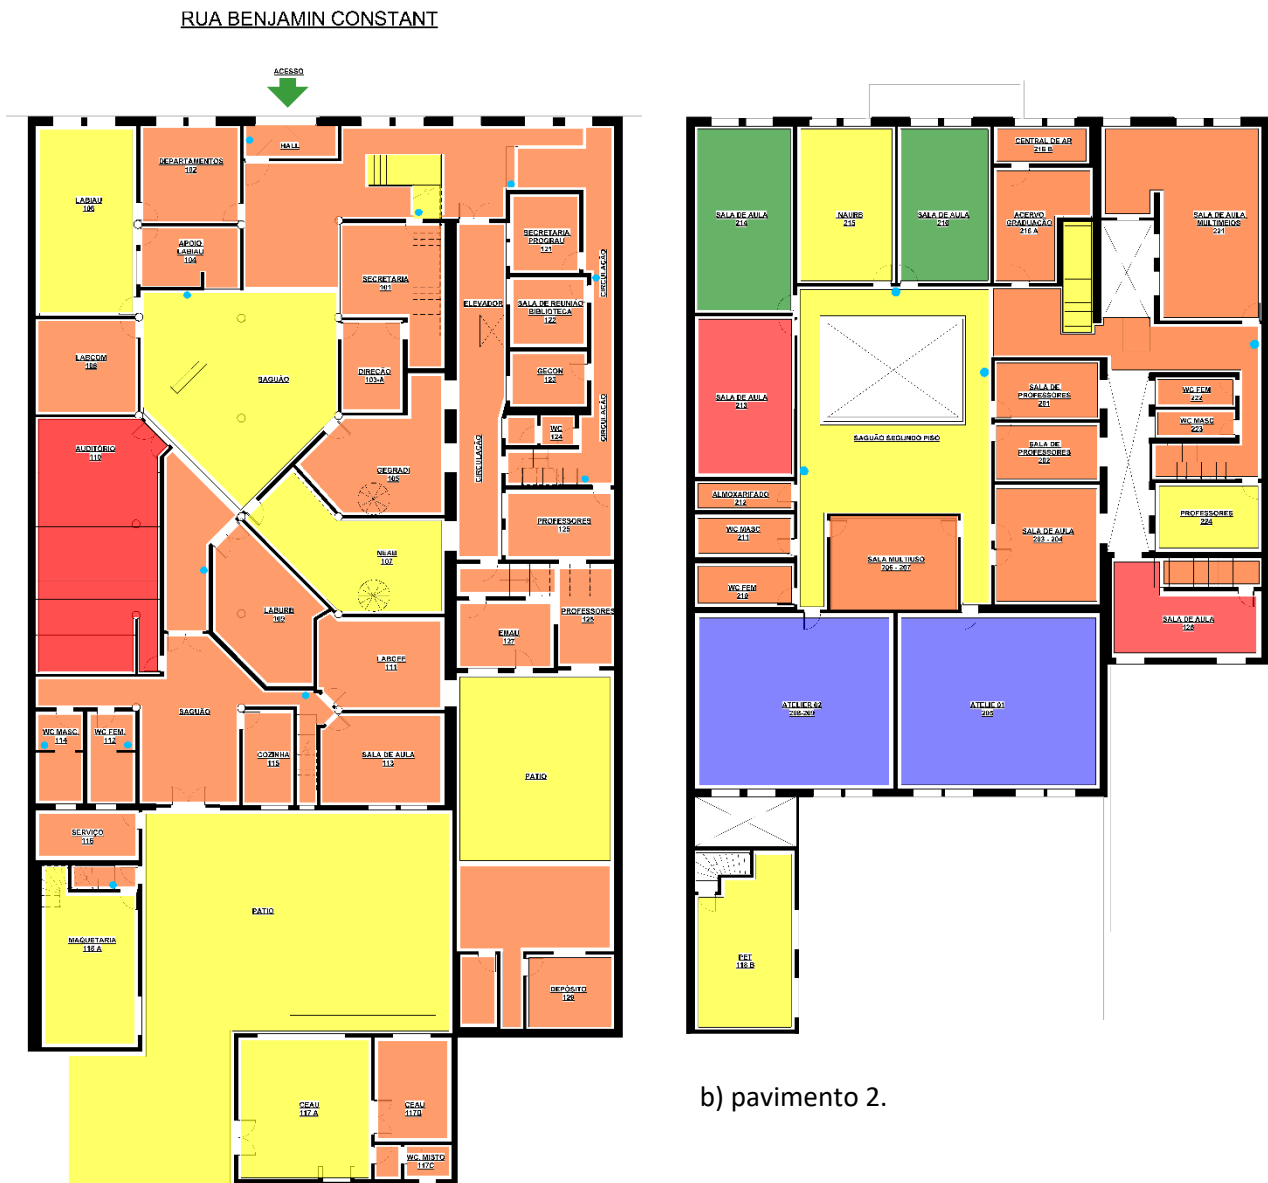 RUA BENJAMIN CONSTANT
ACESSO
HALL
DEPARTAMENTOS
102
LABIAU
106
APOIO
LABIAU
104
SECRETARIA
101
SECRETARIA
PROGRAU
121
CIRCULAÇÃO
ELEVADOR
SALA DE REUNIÃO
BIBLIOTECA
122
LABCOM
108
SAGUÃO
DIREÇÃO
103-A
GECON
123
CIRCULAÇÃO
AUDITÓRIO
110
GEGRADI
105
CIRCULAÇÃO
WC
124
PROFESSORES
125
NEAB
107
LABURB
109
EMAU
127
PROFESSORES
126
LABCEE
111
SAGUÃO
WC MASC.
114
WC FEM.
112
COZINHA
115
SALA DE AULA
113
PATIO
SERVIÇO
116
MAQUETARIA
118 A
PATIO
DEPÓSITO
129
CEAU
117 A
CEAU
117B
WC. MISTO
117C
CENTRAL DE AR
216 B
SALA DE AULA
214
NAURB
215
SALA DE AULA
216
ACERVO
GRADUAÇÃO
216 A
SALA DE AULA
MULTIMEIOS
221
SALA DE AULA
213
SALA DE
PROFESSORES
201
WC FEM
222
WC MASC
223
SAGUÃO SEGUNDO PISO
SALA DE
PROFESSORES
202
ALMOXARIFADO
212
WC MASC
211
SALA DE AULA
203 - 204
PROFESSORES
224
SALA MULTIUSO
206 - 207
WC FEM
210
SALA DE AULA
128
ATELIER 02
208-209
ATELIE 01
205
PET
118 B
b) pavimento 2.